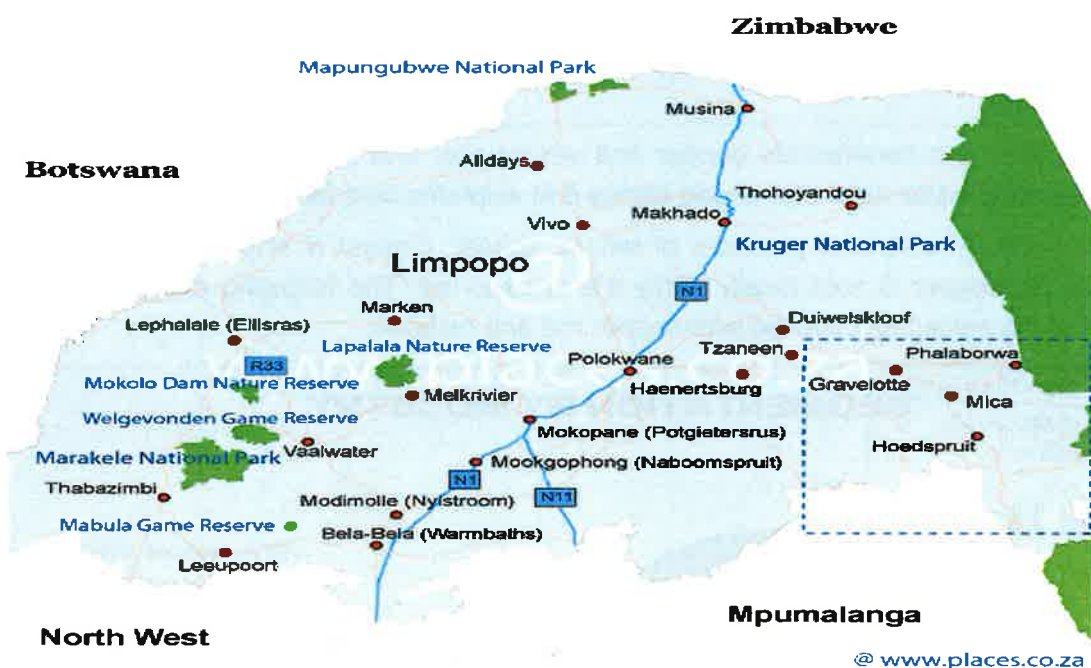 Zimbabwe
Mapungubwe National Park
Musina
Botswana
Alldays
Thohoyandou
Vivo
Makhado
Kruger National Park
Limpopo
N1
Marken
Lephalale (Ellisras)
Duiwelskloof
Lapalala Nature Reserve
Tzaneen
Phalaborwa
R33
Polokwane
Mokolo Dam Nature Reserve
Haenertsburg
Gravelotte
Melkrivier
Mica
Welgevonden Game Reserve
Mokopane (Potgietersrus)
Hoedspruit
Marakele National Park
Vaalwater
Mookgophong (Naboomspruit)
N1
Thabazimbi
Modimolle (Nylstroom)
N11
Mabula Game Reserve
Bela-Bela (Warmbaths)
Leeupoort
Mpumalanga
North West
@ www.places.co.za